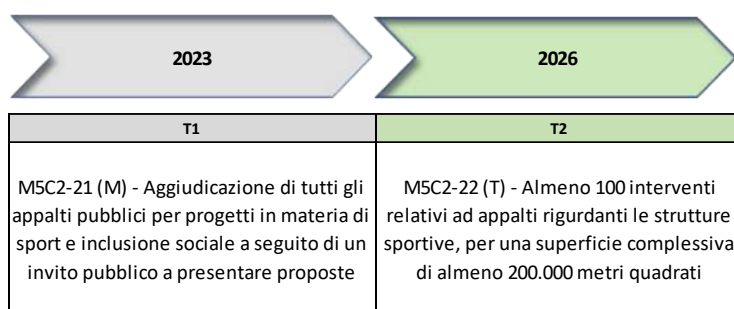 2023
2026
T1
T2
M5C2-21 (M) - Aggiudicazione di tutti gli
appalti pubblici per progetti in materia di
sport e inclusione sociale a seguito di un
invito pubblico a presentare proposte
M5C2-22 (T) - Almeno 100 interventi
relativi ad appalti rigurdanti le strutture
sportive, per una superficie complessiva
di almeno 200.000 metri quadrati